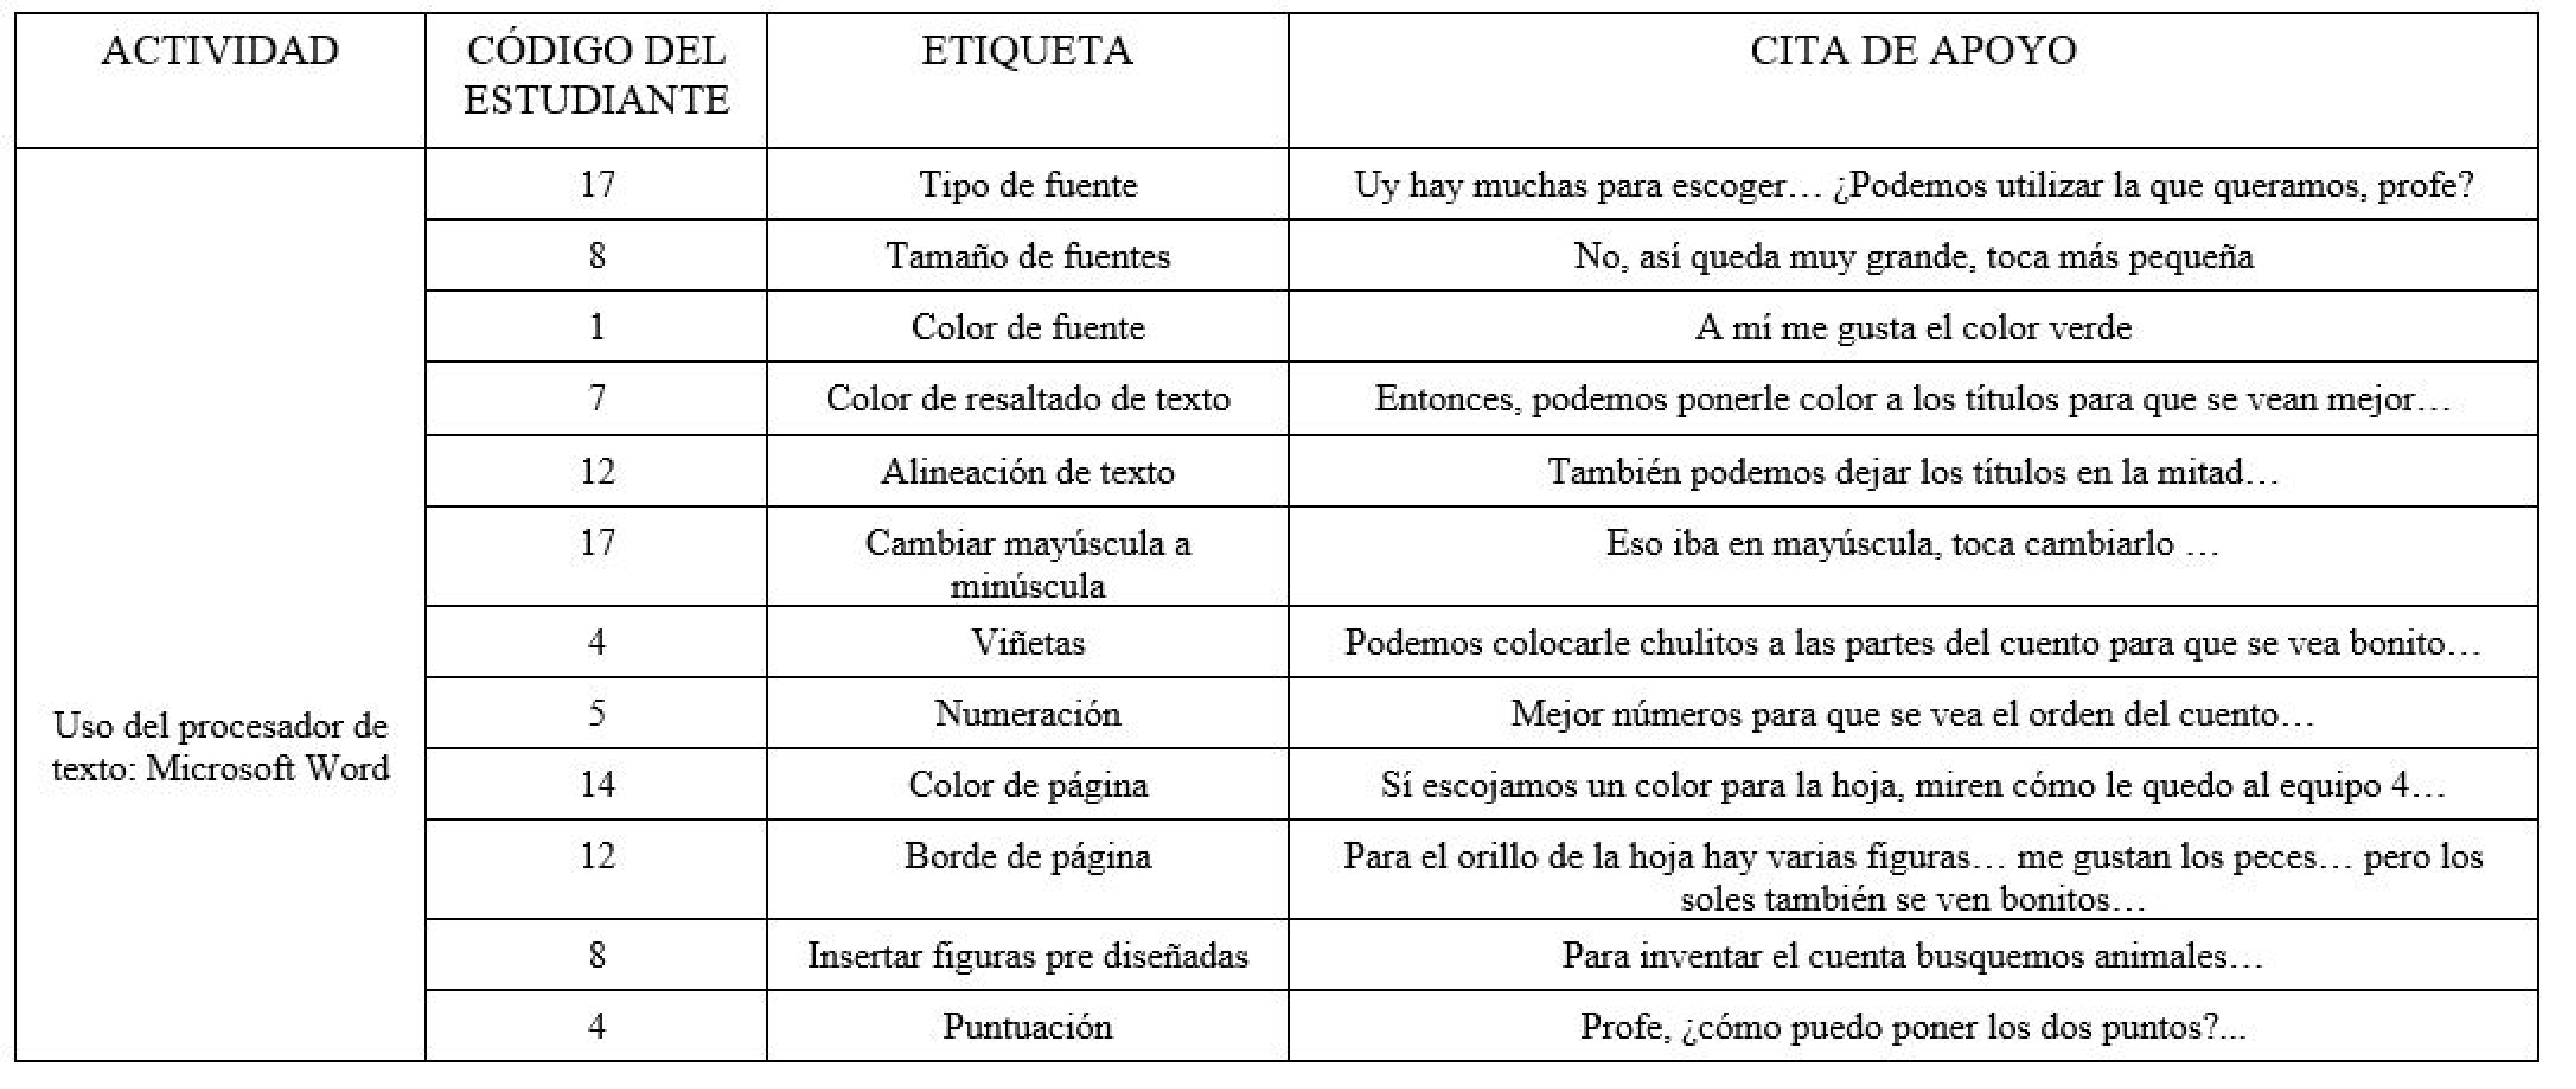 ACTIVIDAD
CÓDIGO DEL
ESTUDIANTE
ETIQUETA
CITA DE APOYO
Uso del procesador de
texto: Microsoft Word
17
Tipo de fuente
Uy hay muchas para escoger… ¿Podemos utilizar la que queramos, profe?
8
Tamaño de fuentes
No, así queda muy grande, toca más pequeña
1
Color de fuente
A mí me gusta el color verde
7
Color de resaltado de texto
Entonces, podemos ponerle color a los títulos para que se vean mejor…
12
Alineación de texto
También podemos dejar los títulos en la mitad…
17
Cambiar mayúscula a
minúscula
Eso iba en mayúscula, toca cambiarlo …
4
Viñetas
Podemos colocarle chulitos a las partes del cuento para que se vea bonito…
5
Numeración
Mejor números para que se vea el orden del cuento…
14
Color de página
Sí escojamos un color para la hoja, miren cómo le quedo al equipo 4…
12
Borde de página
Para el orillo de la hoja hay varias figuras… me gustan los peces… pero los
soles también se ven bonitos…
8
Insertar figuras pre diseñadas
Para inventar el cuenta busquemos animales…
4
Puntuación
Profe, ¿cómo puedo poner los dos puntos?...